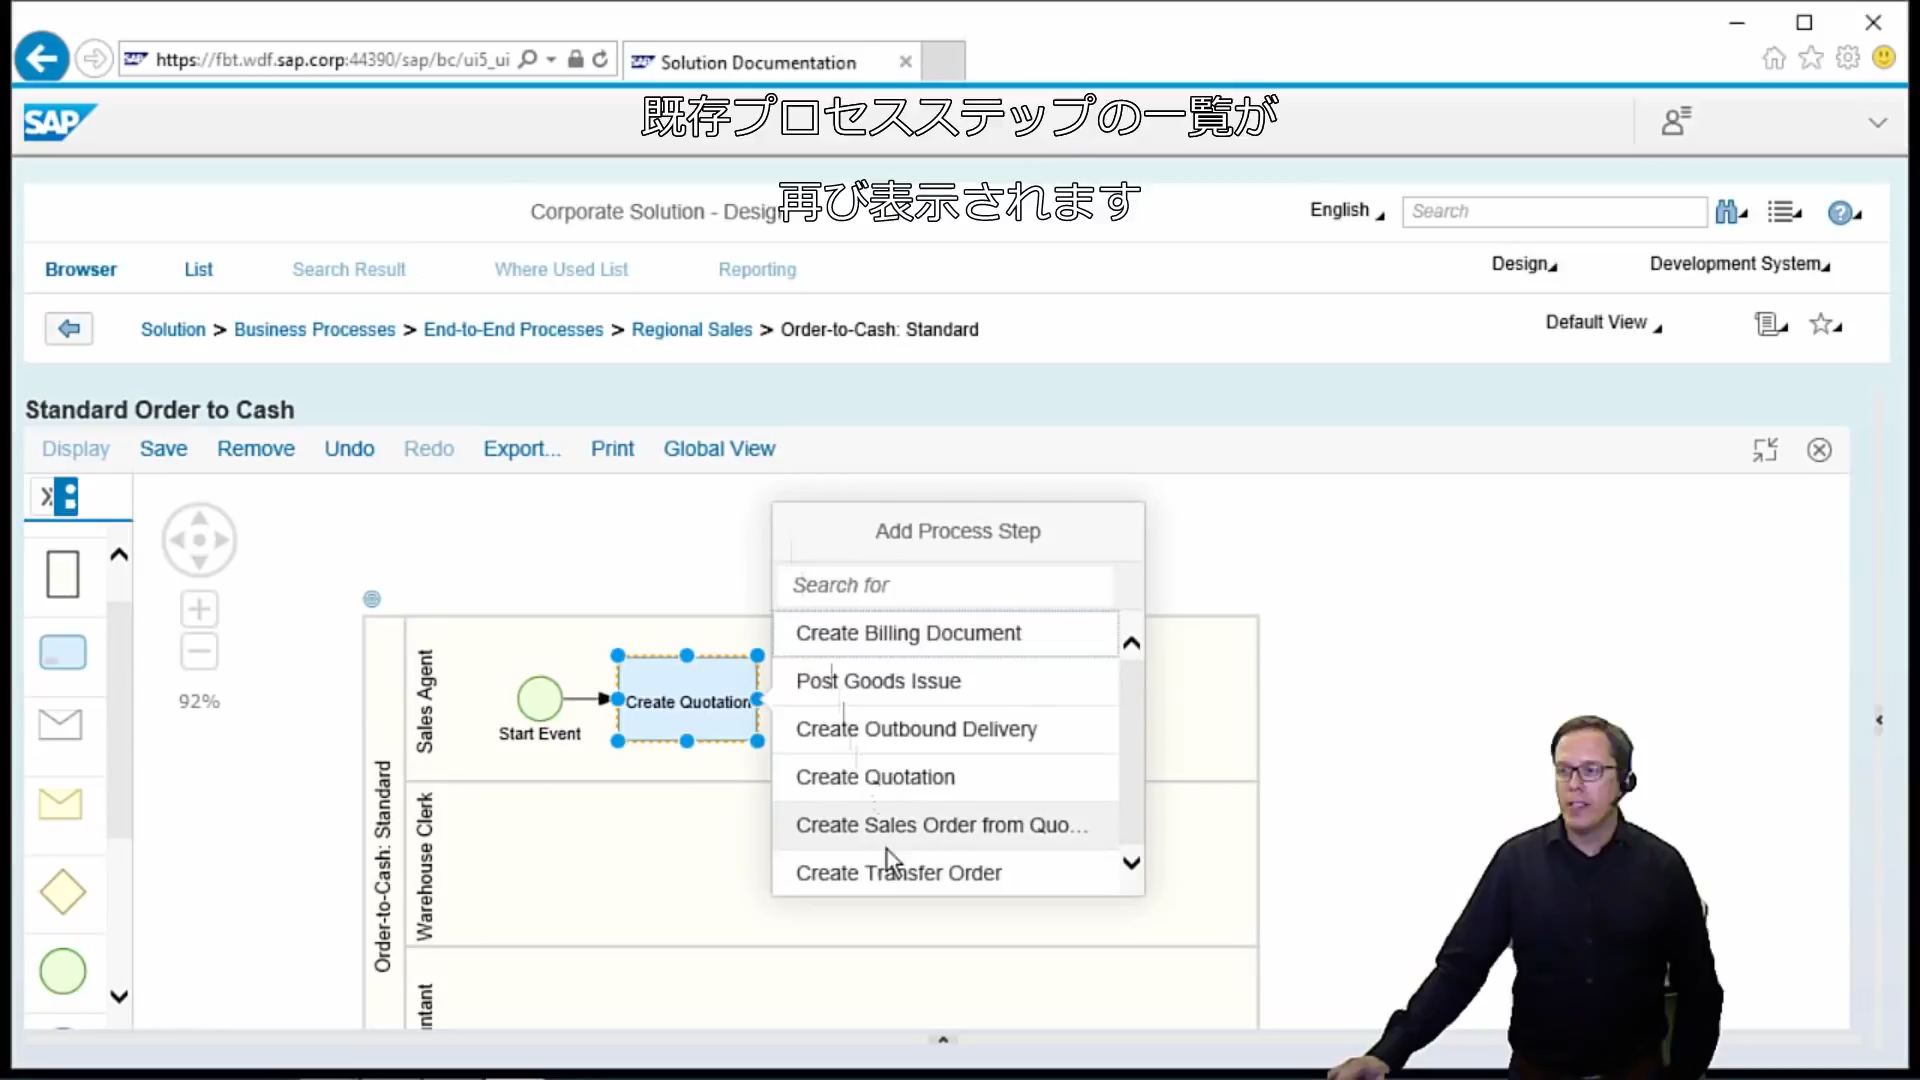 https://fbt.wdf.sap.corp:44390/sap/bc/ui5_ui
Solution Documentation
SAP
既存プロセスステップの一覧が
再び表示されます
Corporate Solution - Design
English
Search
Browser
List
Search Result
Where Used List
Reporting
Design
Development System
Solution > Business Processes > End-to-End Processes > Regional Sales > Order-to-Cash: Standard
Default View
Standard Order to Cash
Display
Save
Remove
Undo
Redo
Export...
Print
Global View
92%
Order-to-Cash: Standard
Sales Agent
Warehouse Clerk
ntant
Start Event
Create Quotation
Add Process Step
Search for
Create Billing Document
Post Goods Issue
Create Outbound Delivery
Create Quotation
Create Sales Order from Quo...
Create Transfer Order